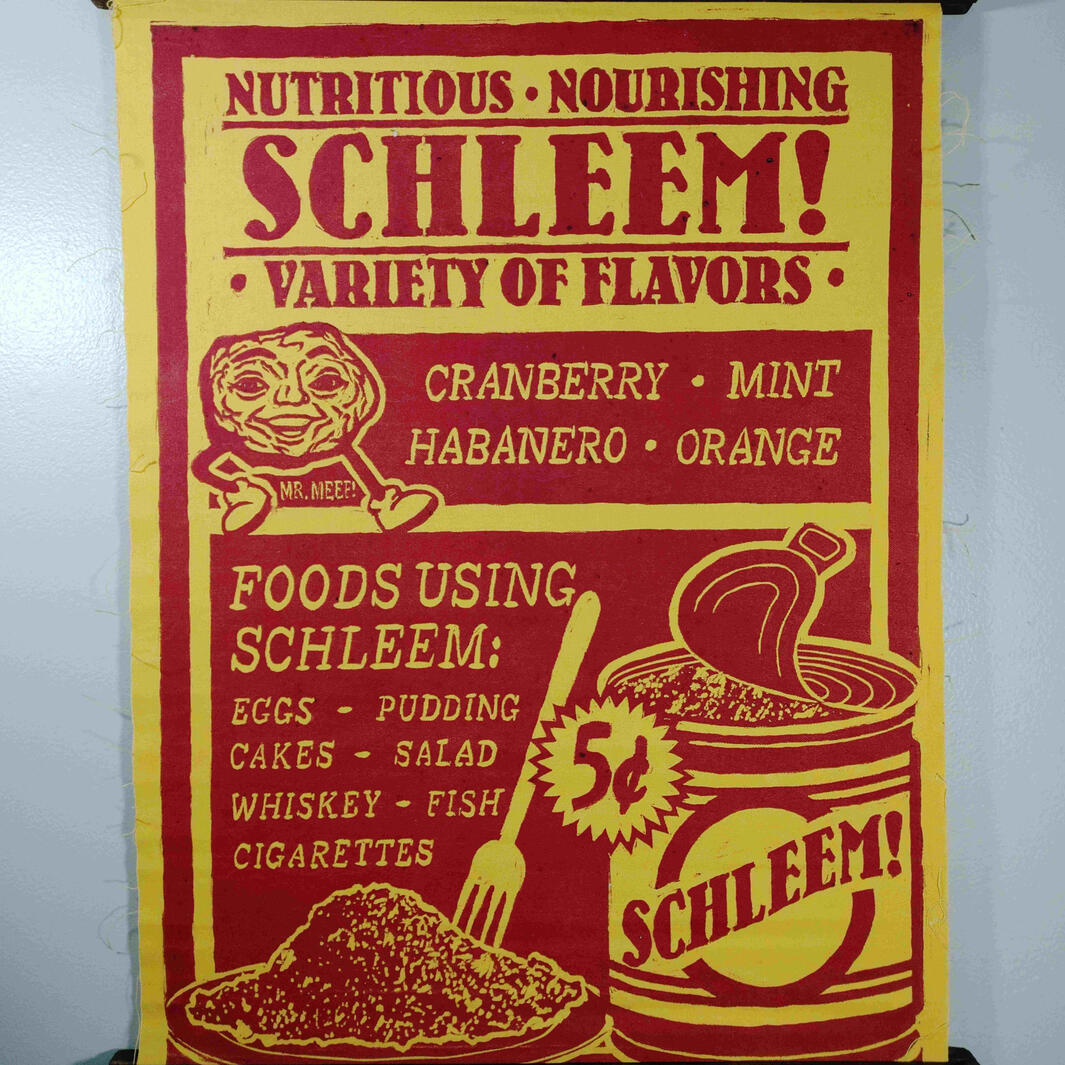 NUTRITIOUS • NOURISHING
SCHLEEM!
• VARIETY OF FLAVORS •
CRANBERRY • MINT
HABANERO • ORANGE
MR. MEEF!
FOODS USING
SCHLEEM:
EGGS - PUDDING
CAKES - SALAD
WHISKEY - FISH
CIGARETTES
5¢
SCHLEEM!